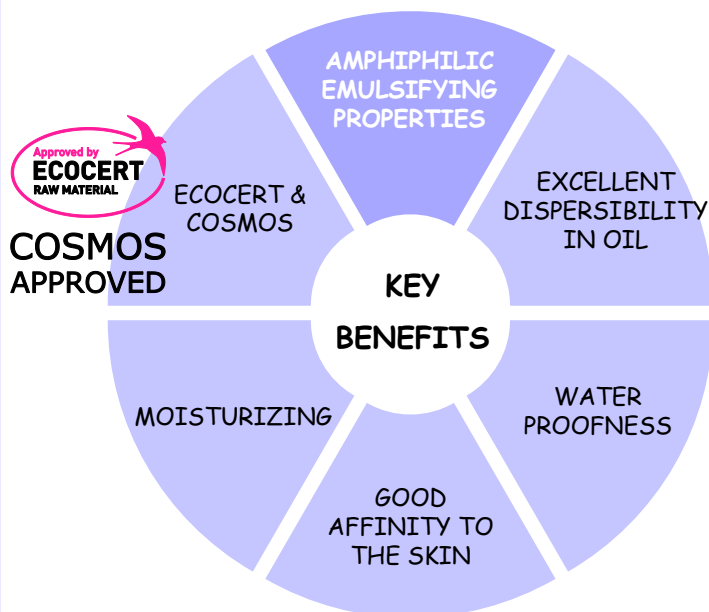 AMPHIPHILIC
EMULSIFYING
PROPERTIES
EXCELLENT
DISPERSIBILITY
IN OIL
WATER
PROOFNESS
GOOD
AFFINITY TO
THE SKIN
MOISTURIZING
ECOCERT &
COSMOS
Approved by
ECOCERT
RAW MATERIAL
COSMOS
APPROVED
KEY
BENEFITS